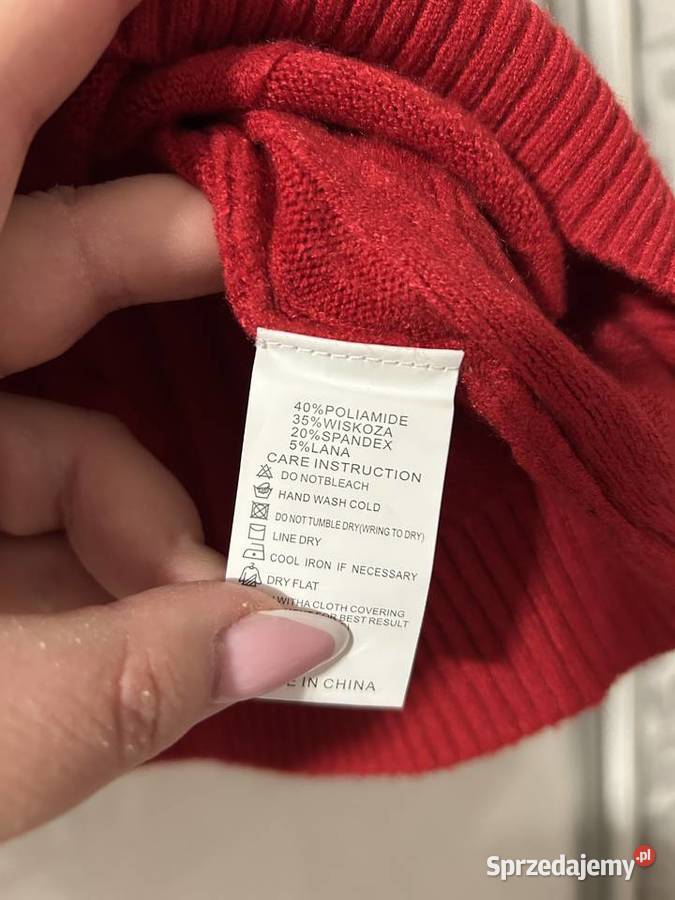 40%POLIAMIDE
35%WISKOZA
20%SPANDEX
5%LANA
CARE INSTRUCTION
DO NOTBLEACH
HAND WASH COLD
DO NOT TUMBLE DRY(WRING TO DRY)
LINE DRY
COOL IRON IF NECESSARY
DRY FLAT
WITHA CLOTH COVERING
FOR BEST RESULT
IN CHINA
Sprzedajemy.pl